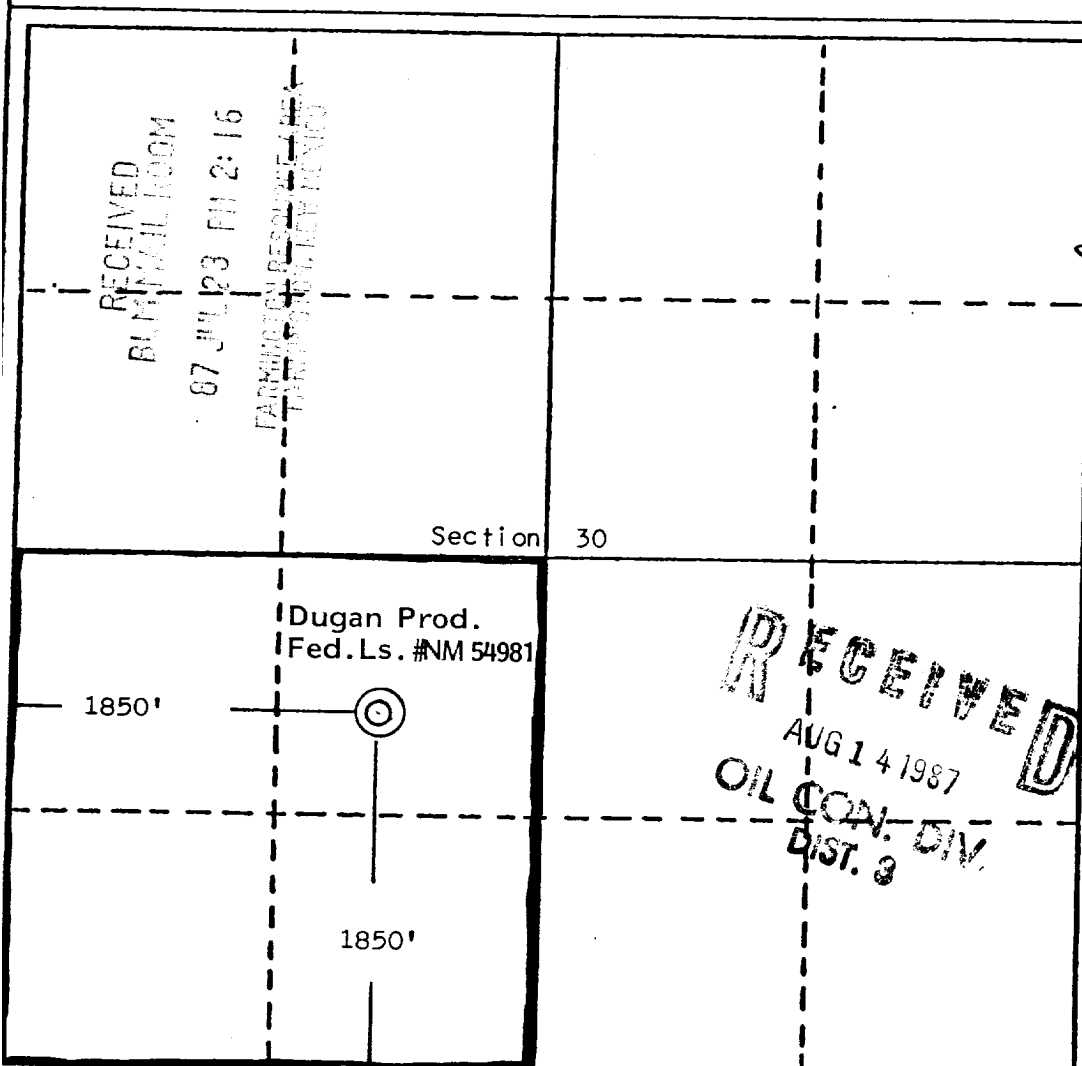 RECEIVED
BLM MAIL ROOM
87 JUL 23 PM 2:16
FARMINGTON RESOURCE AREA
FARMINGTON, NEW MEXICO
Section 30
Dugan Prod.
Fed. Ls. #NM 54981
1850'
1850'
RECEIVED
AUG 14 1987
OIL CON. DIV.
DIST. 3